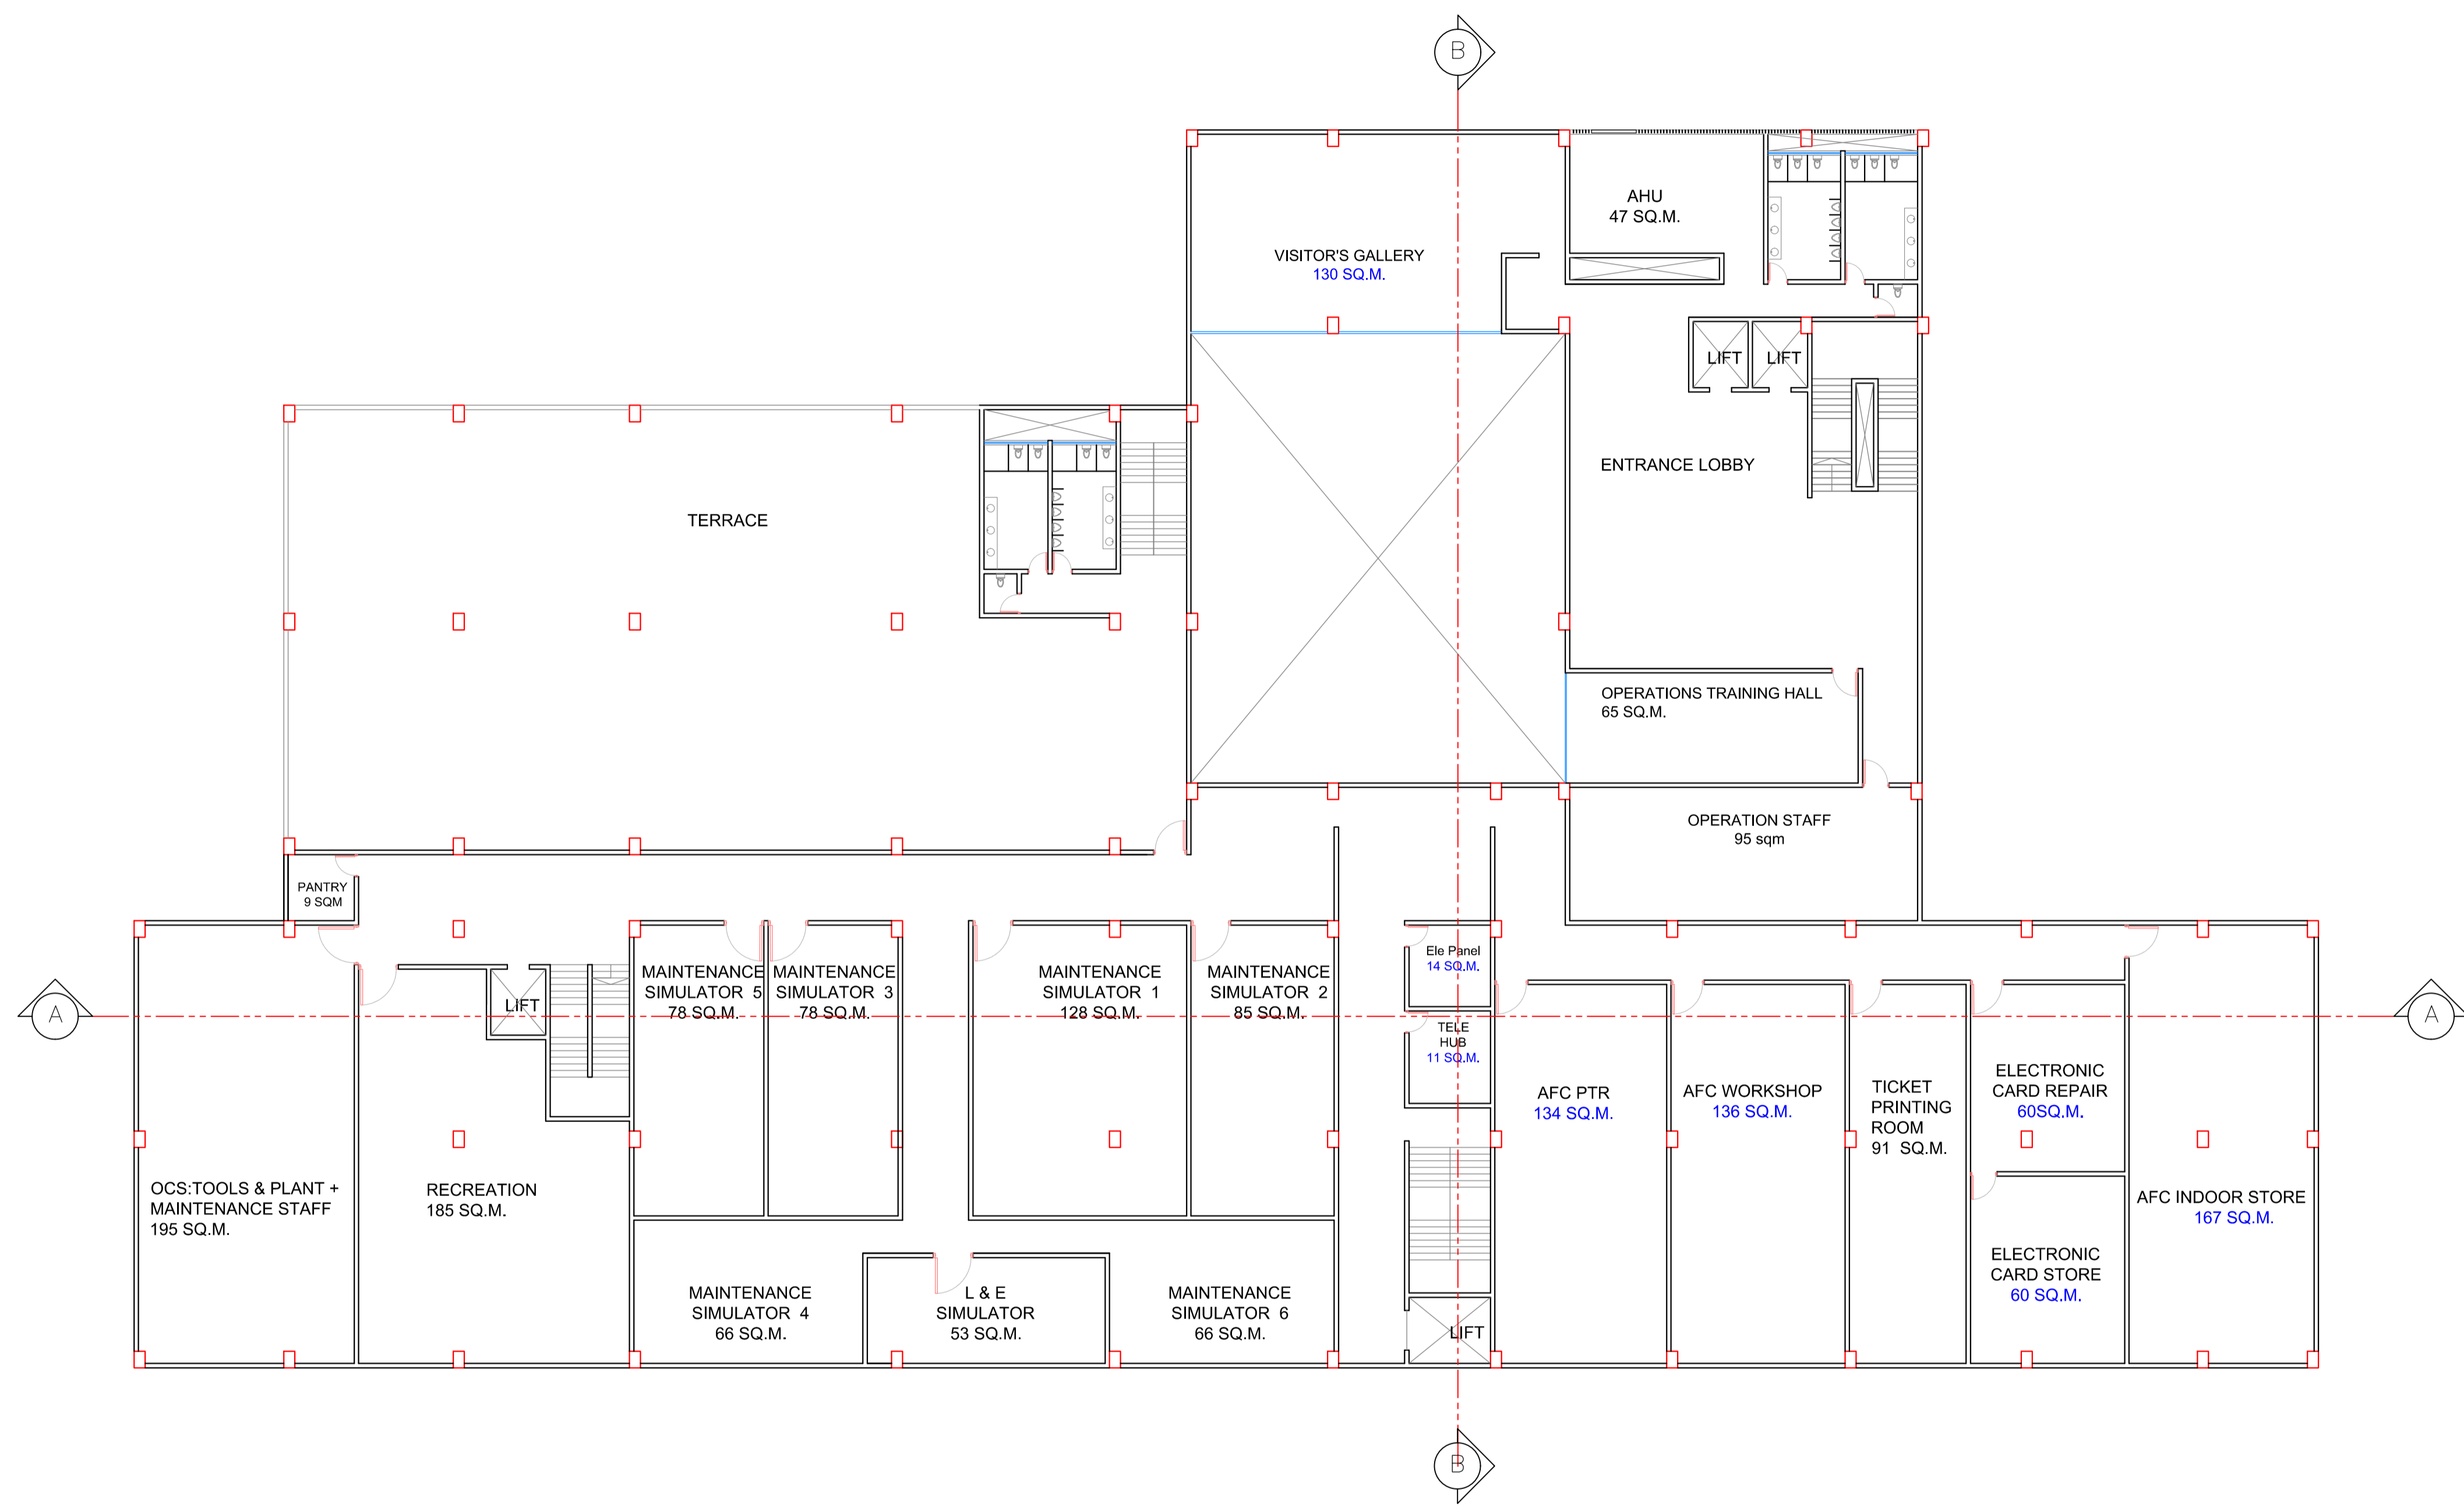 B
AHU
47 SQ.M.
VISITOR'S GALLERY
130 SQ.M.
LIFT
LIFT
ENTRANCE LOBBY
TERRACE
OPERATIONS TRAINING HALL
65 SQ.M.
OPERATION STAFF
95 sqm
PANTRY
9 SQM
A
LIFT
MAINTENANCE
SIMULATOR 5
78 SQ.M.
MAINTENANCE
SIMULATOR 3
78 SQ.M.
MAINTENANCE
SIMULATOR 1
128 SQ.M.
MAINTENANCE
SIMULATOR 2
85 SQ.M.
Ele Panel
14 SQ.M.
TELE
HUB
11 SQ.M.
A
AFC PTR
134 SQ.M.
AFC WORKSHOP
136 SQ.M.
TICKET
PRINTING
ROOM
91 SQ.M.
ELECTRONIC
CARD REPAIR
60SQ.M.
OCS:TOOLS & PLANT +
MAINTENANCE STAFF
195 SQ.M.
RECREATION
185 SQ.M.
AFC INDOOR STORE
167 SQ.M.
ELECTRONIC
CARD STORE
60 SQ.M.
MAINTENANCE
SIMULATOR 4
66 SQ.M.
L & E
SIMULATOR
53 SQ.M.
MAINTENANCE
SIMULATOR 6
66 SQ.M.
LIFT
B